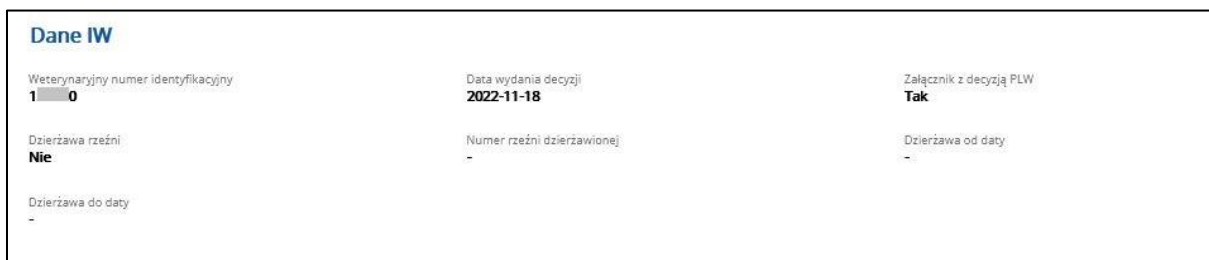 Dane IW
Weterynaryjny numer identyfikacyjny
Data wydania decyzji
Załącznik z decyzją PLW
1 0
2022-11-18
Tak
Dzierżawa rzeźni
Numer rzeźni dzierżawionej
Dzierżawa od daty
Nie
-
-
Dzierżawa do daty
-